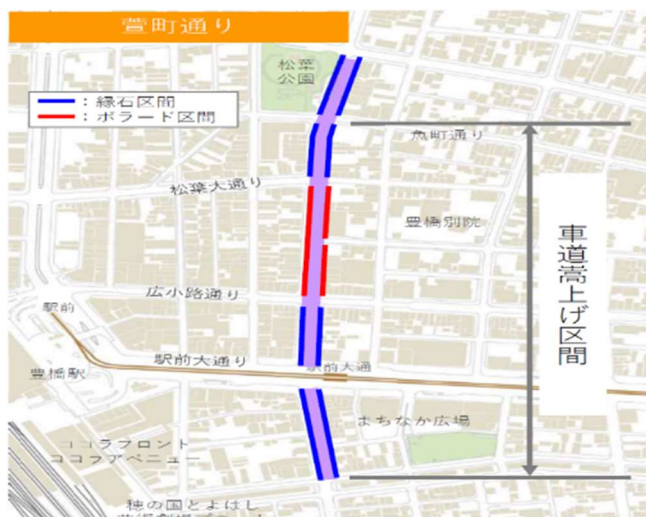 萱町通り
松葉
公園
：縁石区間
：ボラード区間
魚町通り
松葉大通り
豊橋別院
車道嵩上げ区間
広小路通り
駅前
駅前大通り
駅前大通
豊橋駅
まちなか広場
ココラフロント
ココラアベニュー
穂の国とよはし